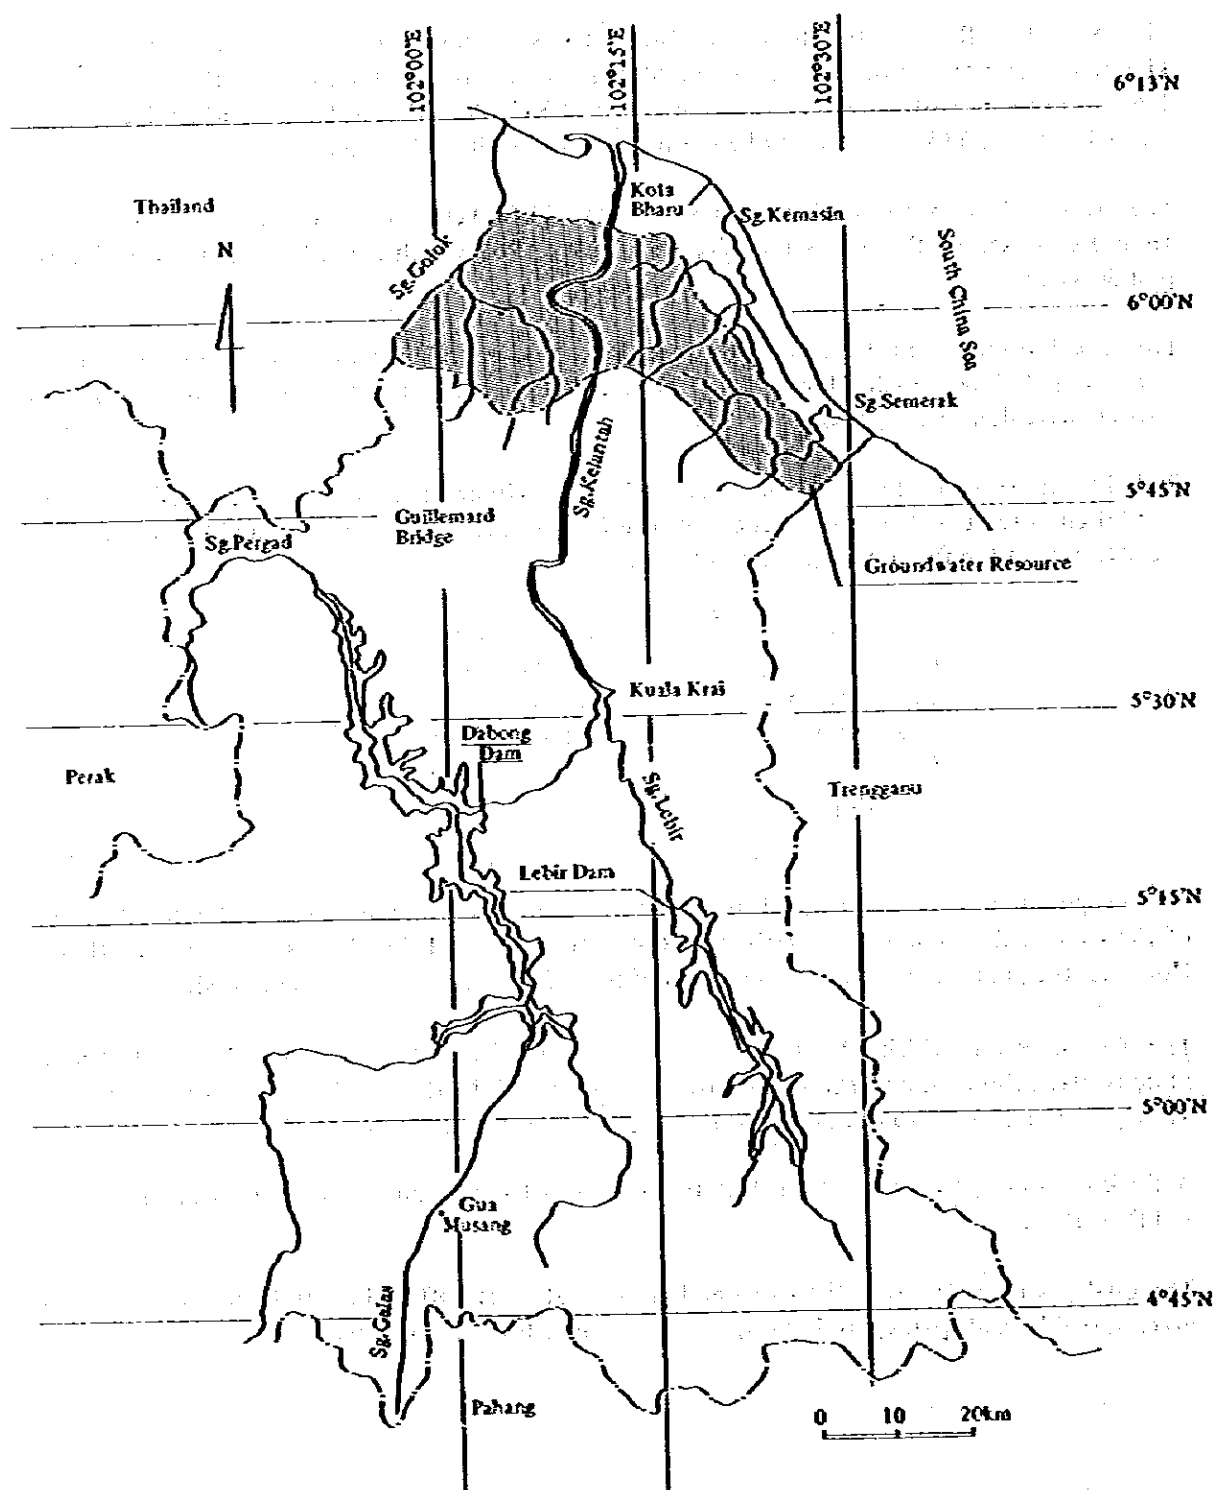 102°00'E
102°15'E
102°30'E
6°13'N
Thailand
N
Kota
Bharu
Sg.Kemasin
Sg.Golok
South China Sea
6°00'N
Sg.Semerak
Sg.Kelantan
5°45'N
Guillemard
Bridge
Sg.Pergad
Groundwater Resource
Kuala Krai
5°30'N
Dabong
Dam
Perak
Sg.Lebir
Trengganu
Lebir Dam
5°15'N
5°00'N
Gua
Musang
4°45'N
Sg.Galas
Pahang
0 10 20km